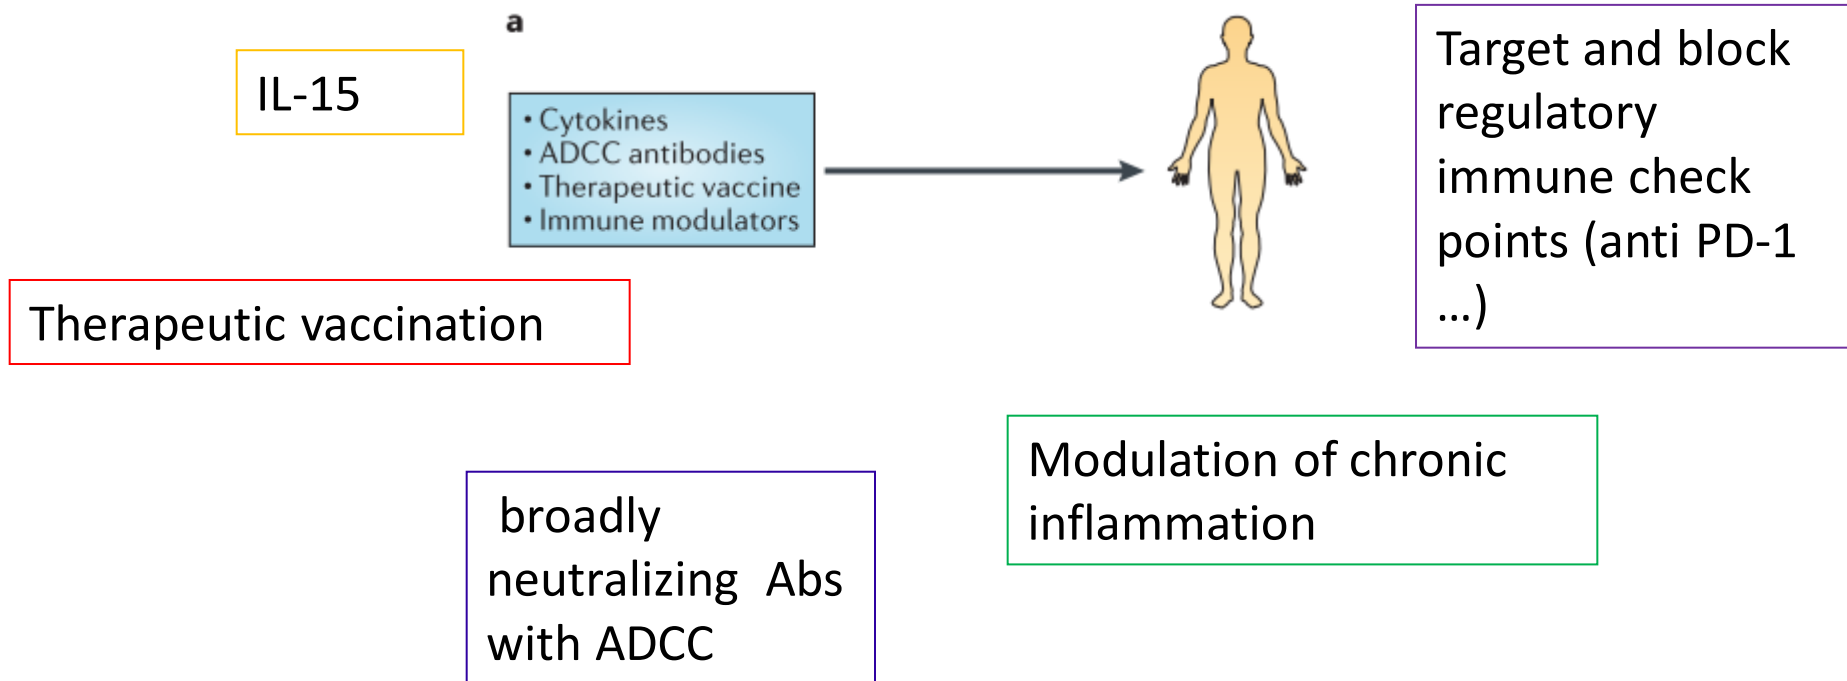 a
IL-15
• Cytokines
• ADCC antibodies
• Therapeutic vaccine
• Immune modulators
Target and block
regulatory
immune check
points (anti PD-1
...)
Therapeutic vaccination
broadly
neutralizing Abs
with ADCC
Modulation of chronic
inflammation